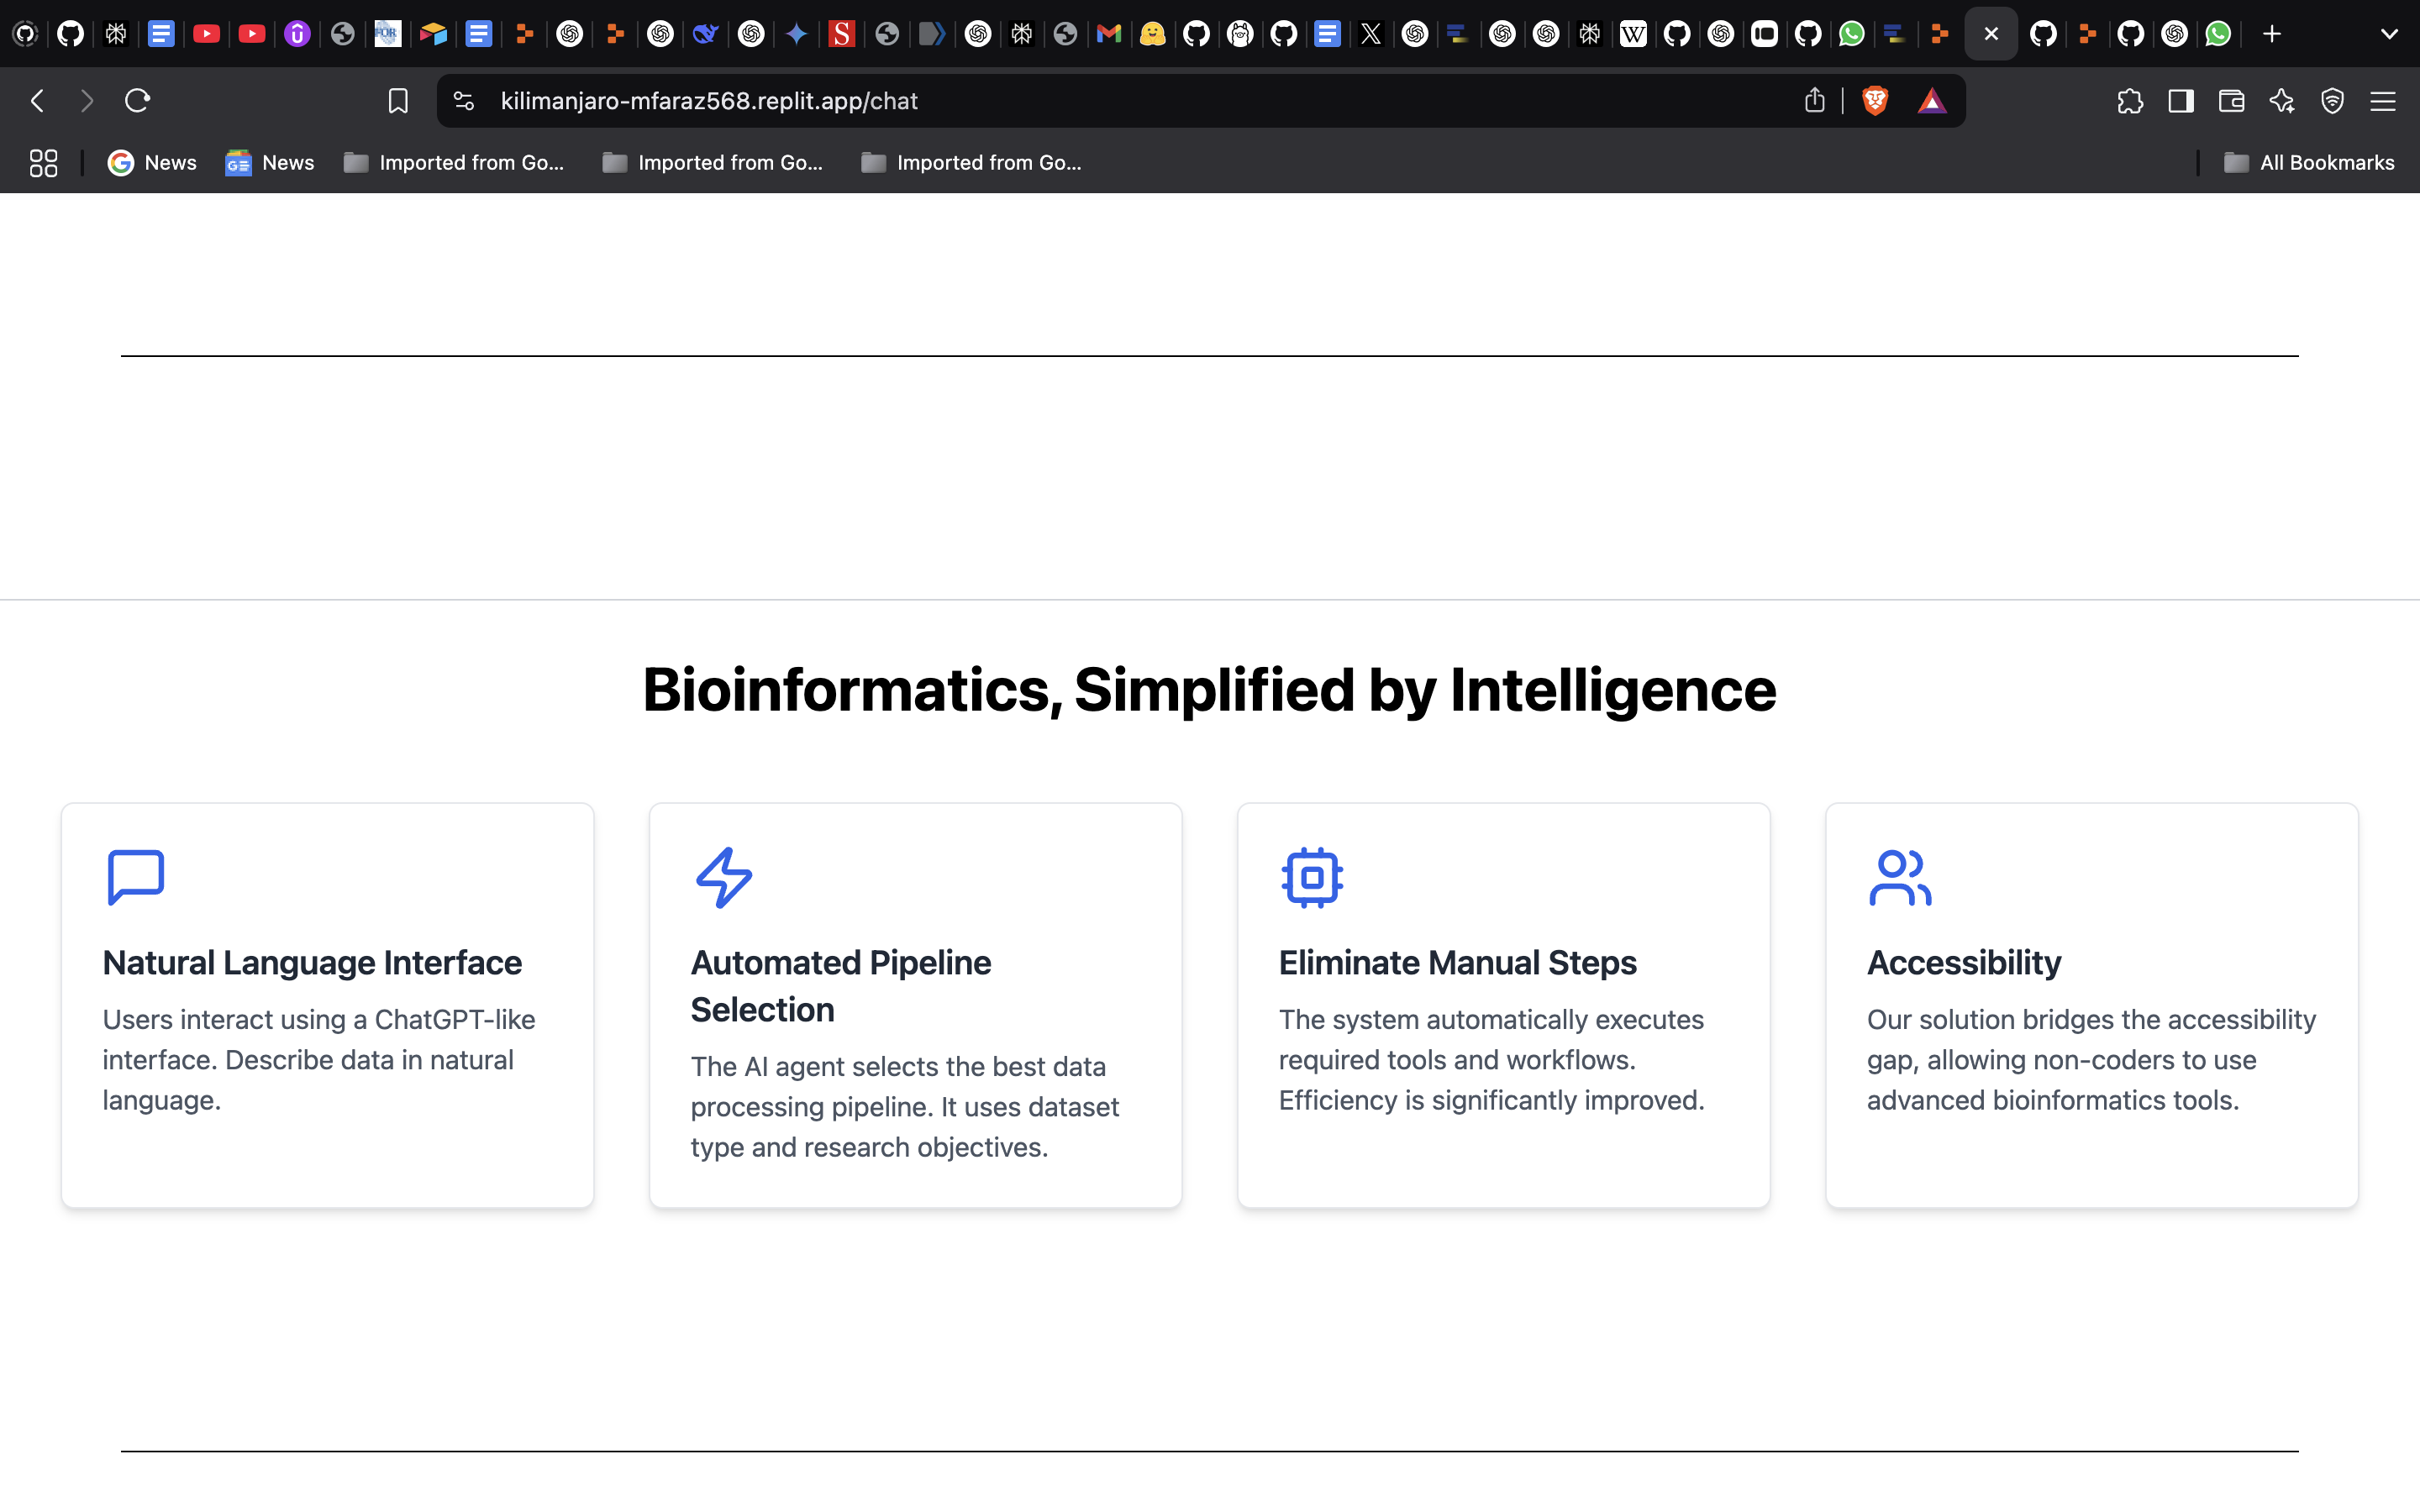 kilimanjaro-mfaraz568.replit.app/chat
News
News
Imported from Go...
Imported from Go...
Imported from Go...
All Bookmarks
Bioinformatics, Simplified by Intelligence
Natural Language Interface
Users interact using a ChatGPT-like
interface. Describe data in natural
language.
Automated Pipeline
Selection
The AI agent selects the best data
processing pipeline. It uses dataset
type and research objectives.
Eliminate Manual Steps
The system automatically executes
required tools and workflows.
Efficiency is significantly improved.
Accessibility
Our solution bridges the accessibility
gap, allowing non-coders to use
advanced bioinformatics tools.